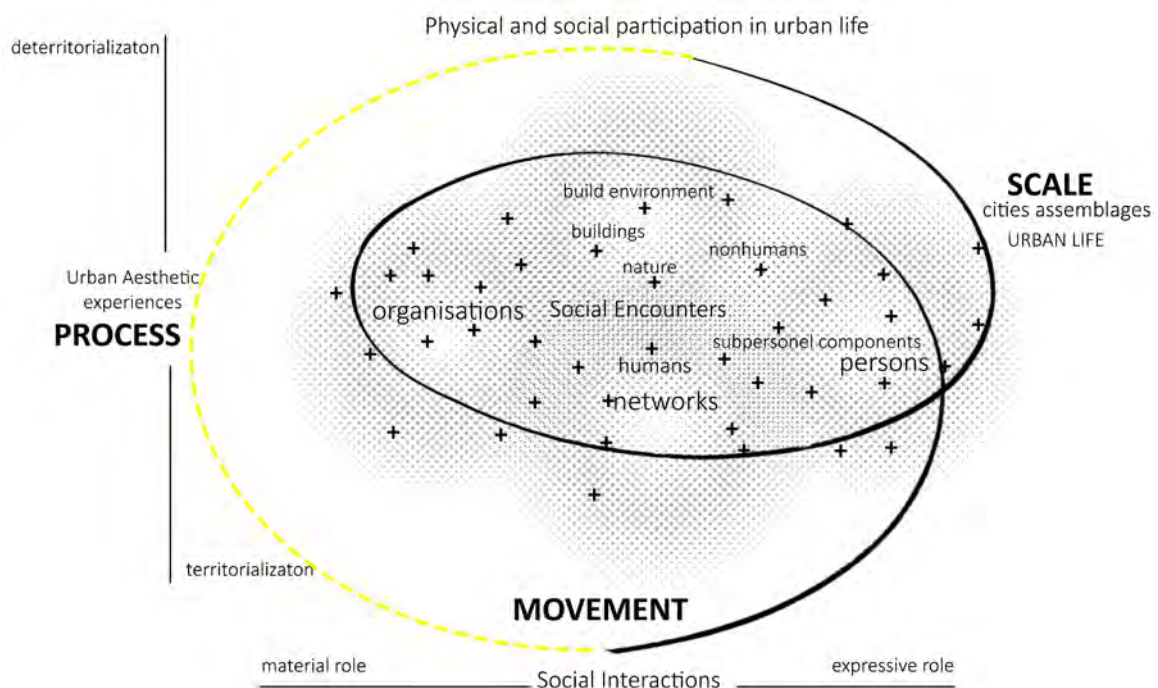 Physical and social participation in urban life
deterritorializaton
SCALE
cities assemblages
URBAN LIFE
build environment
buildings
nonhumans
nature
Urban Aesthetic
experiences
PROCESS
organisations
Social Encounters
subpersonel components
persons
humans
networks
territorializaton
MOVEMENT
material role
expressive role
Social Interactions